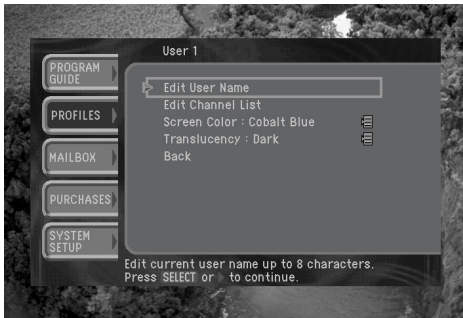 User 1
PROGRAM
GUIDE
PROFILES
MAILBOX
PURCHASES
SYSTEM
SETUP
Edit User Name
Edit Channel List
Screen Color : Cobalt Blue
Translucency : Dark
Back
Edit current user name up to 8 characters.
Press SELECT or to continue.